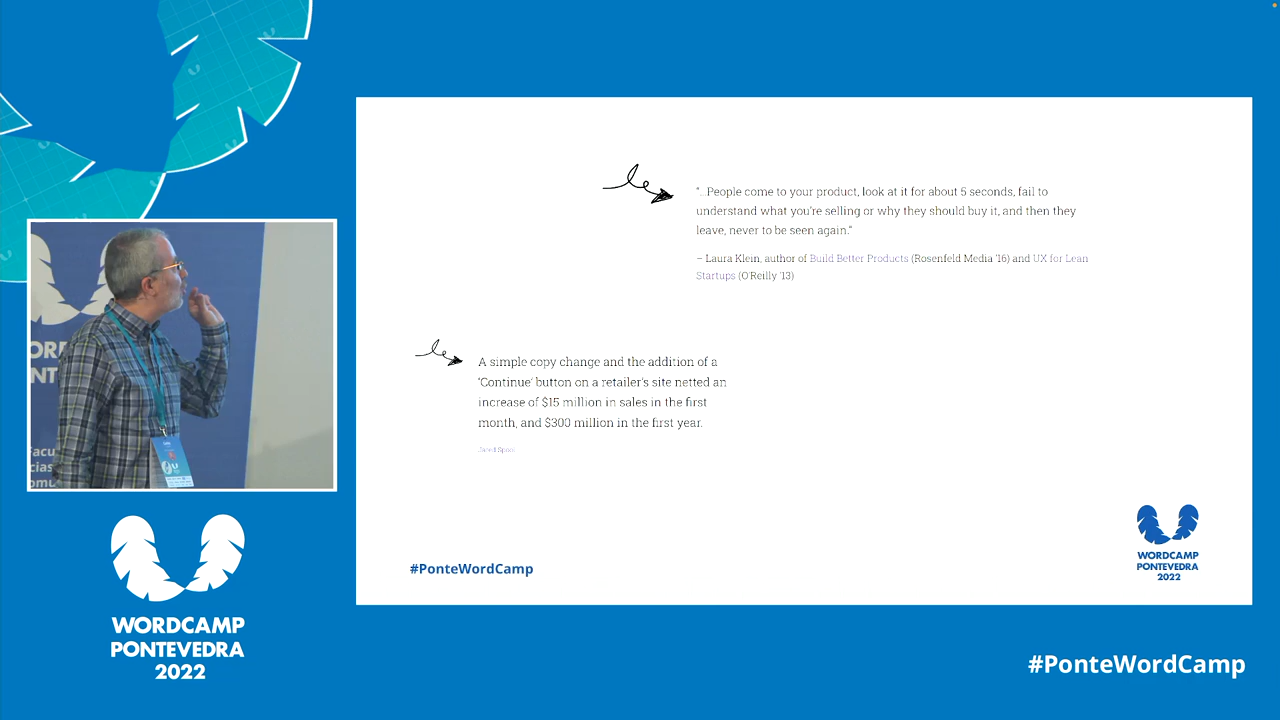 "...People come to your product, look at it for about 5 seconds, fail to
understand what you're selling or why they should buy it, and then they
leave, never to be seen again."
– Laura Klein, author of Build Better Products (Rosenfeld Media '16) and UX for Lean
Startups (O'Reilly '13)
A simple copy change and the addition of a
'Continue' button on a retailer's site netted an
increase of $15 million in sales in the first
month, and $300 million in the first year.
Jared Spool
#PonteWordCamp
WORDCAMP
PONTEVEDRA
2022
WORDCAMP
PONTEVEDRA
2022
#PonteWordCamp